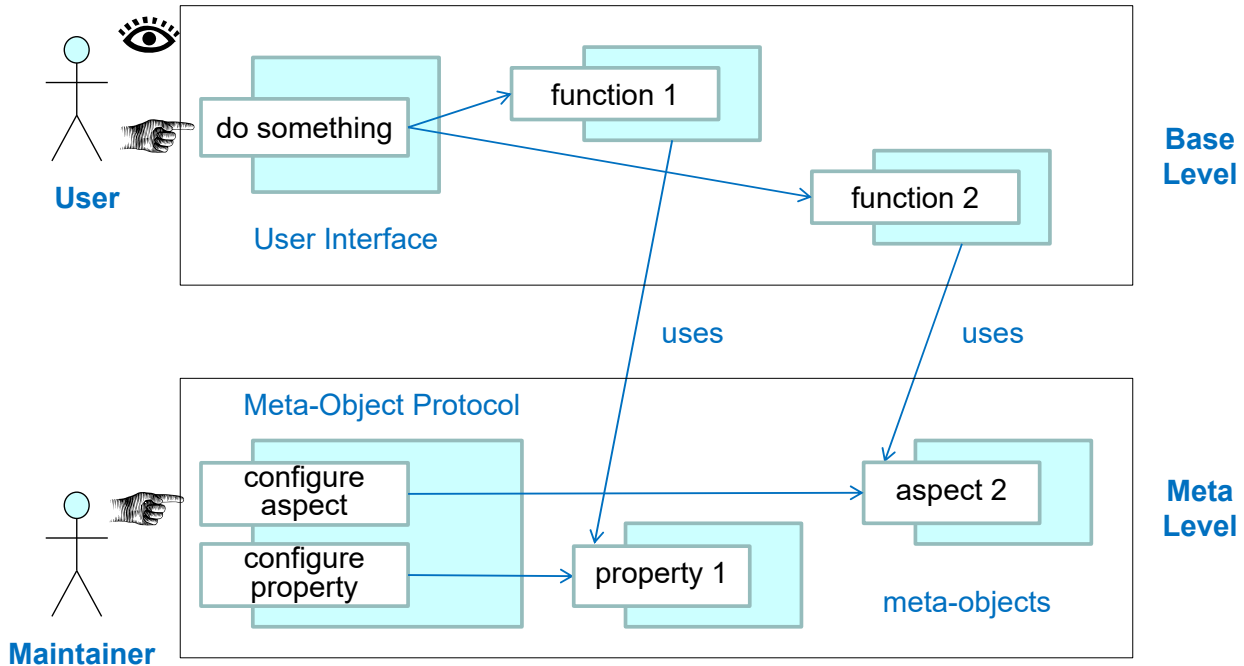 function 1
do something
Base
Level
User
function 2
User Interface
uses
uses
Meta-Object Protocol
configure
aspect
aspect 2
Meta
Level
configure
property
property 1
meta-objects
Maintainer